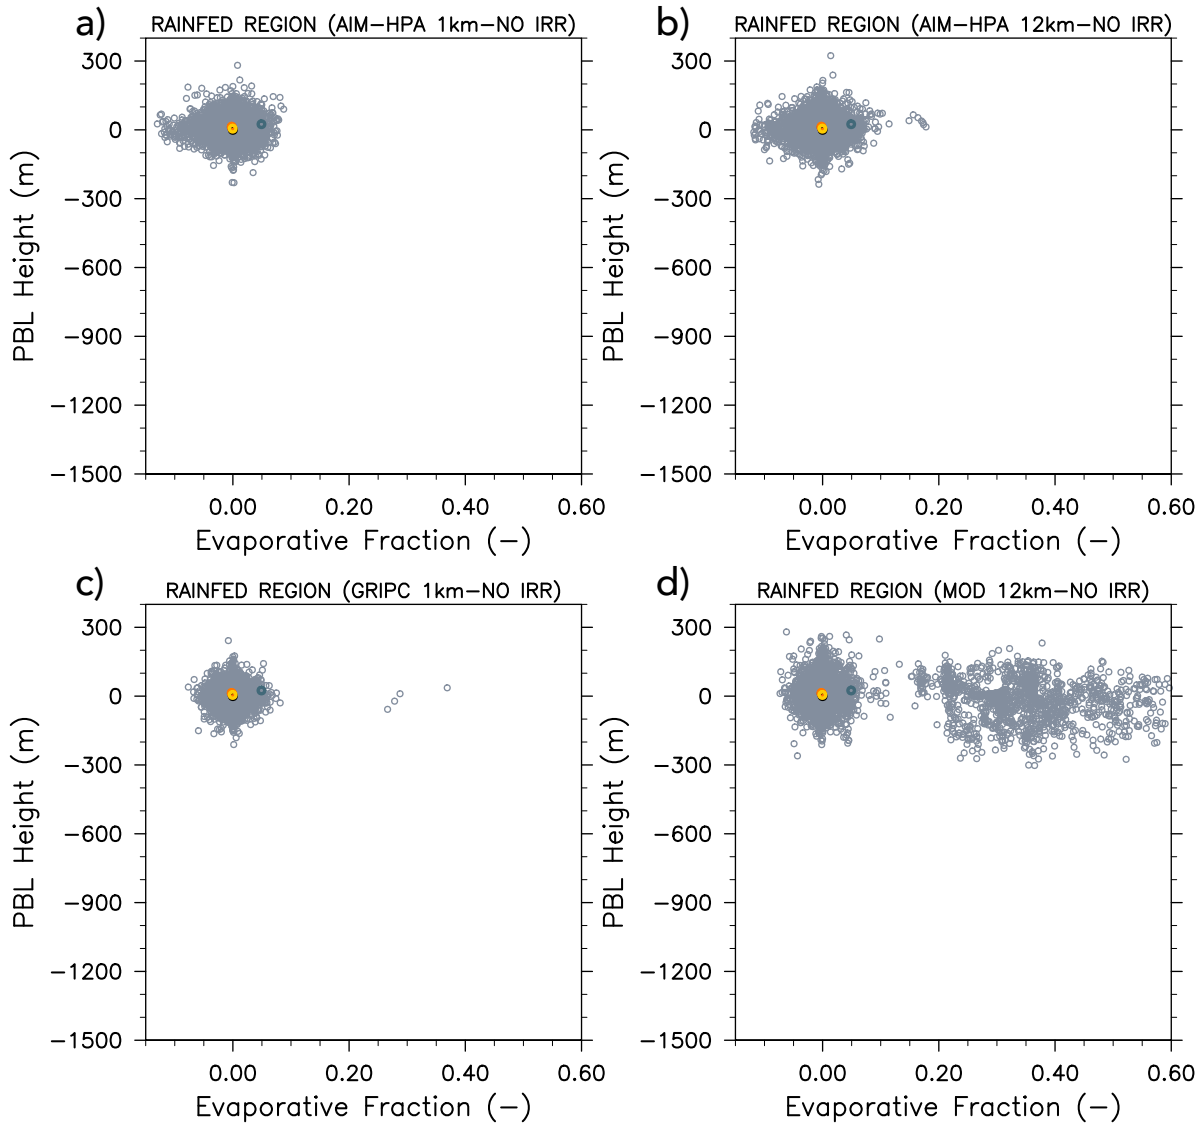 a)
RAINFED REGION (AIM-HPA 1km-NO IRR)
300
0
-300
-600
-900
-1200
-1500
PBL Height (m)
0.00 0.20 0.40 0.60
Evaporative Fraction (-)
b)
RAINFED REGION (AIM-HPA 12km-NO IRR)
300
0
-300
-600
-900
-1200
-1500
PBL Height (m)
0.00 0.20 0.40 0.60
Evaporative Fraction (-)
c)
RAINFED REGION (GRIPC 1km-NO IRR)
300
0
-300
-600
-900
-1200
-1500
PBL Height (m)
0.00 0.20 0.40 0.60
Evaporative Fraction (-)
d)
RAINFED REGION (MOD 12km-NO IRR)
300
0
-300
-600
-900
-1200
-1500
PBL Height (m)
0.00 0.20 0.40 0.60
Evaporative Fraction (-)